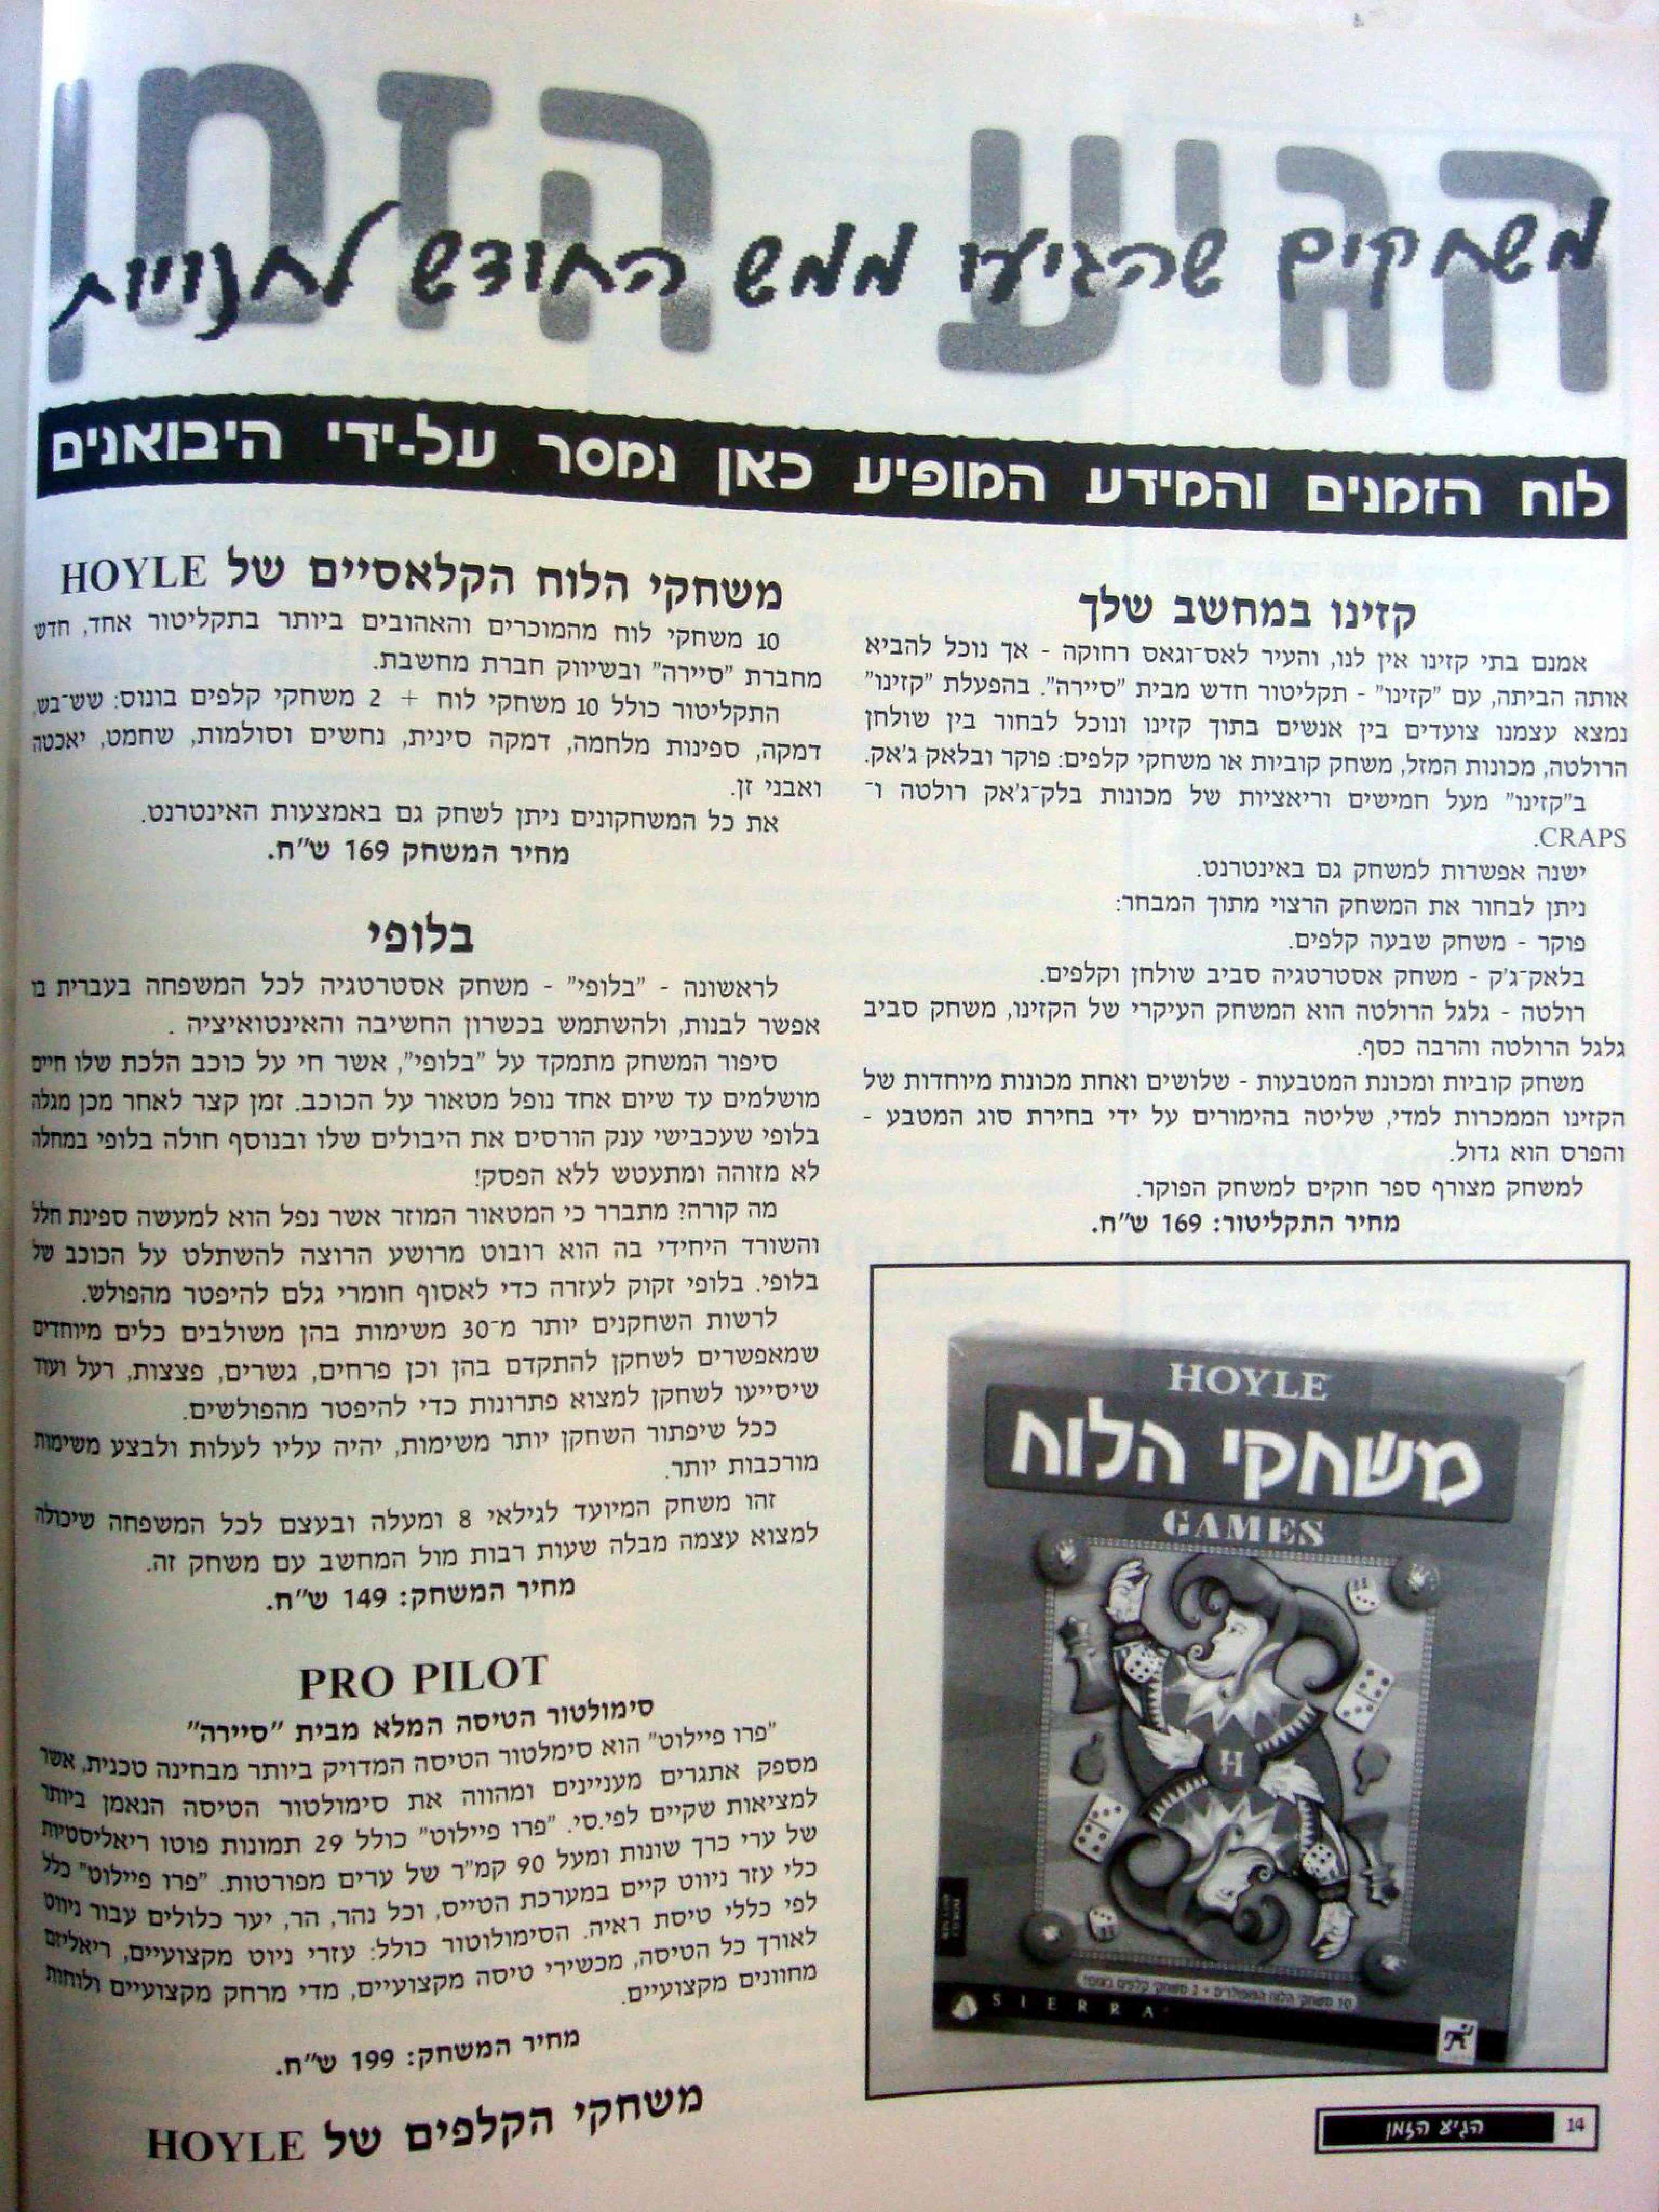 הגיע הזמן
משחקים שהגיעו ממש החודש לחנויות
לוח הזמנים והמידע המופיע כאן נמסר על-ידי היבואנים
קזינו במחשב שלך
אמנם בתי קזינו אין לנו, והעיר לאס־וגאס רחוקה - אך נוכל להביא
אותה הביתה, עם "קזינו" - תקליטור חדש מבית "סיירה". בהפעלת "קזינו"
נמצא עצמנו צועדים בין אנשים בתוך קזינו ונוכל לבחור בין שולחן
הרולטה, מכונות המזל, משחק קוביות או משחקי קלפים: פוקר ובלאק ג'אק.
ב"קזינו" מעל חמישים וריאציות של מכונות בלק־ג'אק רולטה ו־
CRAPS.
ישנה אפשרות למשחק גם באינטרנט.
ניתן לבחור את המשחק הרצוי מתוך המבחר:
פוקר - משחק שבעה קלפים.
בלאק־ג'ק - משחק אסטרטגיה סביב שולחן וקלפים.
רולטה - גלגל הרולטה הוא המשחק העיקרי של הקזינו, משחק סביב
גלגל הרולטה והרבה כסף.
משחק קוביות ומכונת המטבעות - שלושים ואחת מכונות מיוחדות של
הקזינו הממכרות למדי, שליטה בהימורים על ידי בחירת סוג המטבע -
והפרס הוא גדול.
למשחק מצורף ספר חוקים למשחק הפוקר.
מחיר התקליטור: 169 ש"ח.
HOYLE
משחקי הלוח
GAMES
H
10 משחקי הלוח הפופולריים + 2 משחקי קלפים בונוס!
SIERRA
14 הגיע הזמן
משחקי הלוח הקלאסיים של HOYLE
10 משחקי לוח מהמוכרים והאהובים ביותר בתקליטור אחד, חדש
מחברת "סיירה" ובשיווק חברת מחשבת.
התקליטור כולל 10 משחקי לוח + 2 משחקי קלפים בונוס: שש־בש,
דמקה, ספינות מלחמה, דמקה סינית, נחשים וסולמות, שחמט, יאכטה
ואבני זן.
את כל המשחקונים ניתן לשחק גם באמצעות האינטרנט.
מחיר המשחק 169 ש"ח.
בלופי
לראשונה - "בלופי" - משחק אסטרטגיה לכל המשפחה בעברית בו
אפשר לבנות, ולהשתמש בכשרון החשיבה והאינטואיציה .
סיפור המשחק מתמקד על "בלופי", אשר חי על כוכב הלכת שלו חיים
מושלמים עד שיום אחד נופל מטאור על הכוכב. זמן קצר לאחר מכן מגלה
בלופי שעכבישי ענק הורסים את היבולים שלו ובנוסף חולה בלופי במחלה
לא מזוהה ומתעטש ללא הפסק!
מה קורה? מתברר כי המטאור המוזר אשר נפל הוא למעשה ספינת חלל
והשורד היחידי בה הוא רובוט מרושע הרוצה להשתלט על הכוכב של
בלופי. בלופי זקוק לעזרה כדי לאסוף חומרי גלם להיפטר מהפולש.
לרשות השחקנים יותר מ־30 משימות בהן משולבים כלים מיוחדים
שמאפשרים לשחקן להתקדם בהן וכן פרחים, גשרים, פצצות, רעל ועוד
שיסייעו לשחקן למצוא פתרונות כדי להיפטר מהפולשים.
ככל שיפתור השחקן יותר משימות, יהיה עליו לעלות ולבצע משימות
מורכבות יותר.
זהו משחק המיועד לגילאי 8 ומעלה ובעצם לכל המשפחה שיכולה
למצוא עצמה מבלה שעות רבות מול המחשב עם משחק זה.
מחיר המשחק: 149 ש"ח.
PRO PILOT
סימולטור הטיסה המלא מבית "סיירה"
"פרו פיילוט" הוא סימלטור הטיסה המדויק ביותר מבחינה טכנית, אשר
מספק אתגרים מעניינים ומהווה את סימולטור הטיסה הנאמן ביותר
למציאות שקיים לפי.סי. "פרו פיילוט" כולל 29 תמונות פוטו ריאליסטיות
של ערי כרך שונות ומעל 90 קמ"ר של ערים מפורטות. "פרו פיילוט" כלל
כלי עזר ניווט קיים במערכת הטייס, וכל נהר, הר, יער כלולים עבור ניווט
לפי כללי טיסת ראיה. הסימולוטור כולל: עזרי ניוט מקצועיים, ריאליזם
לאורך כל הטיסה, מכשירי טיסה מקצועיים, מדי מרחק מקצועיים ולוחות
מחוונים מקצועיים.
מחיר המשחק: 199 ש"ח.
משחקי הקלפים של HOYLE